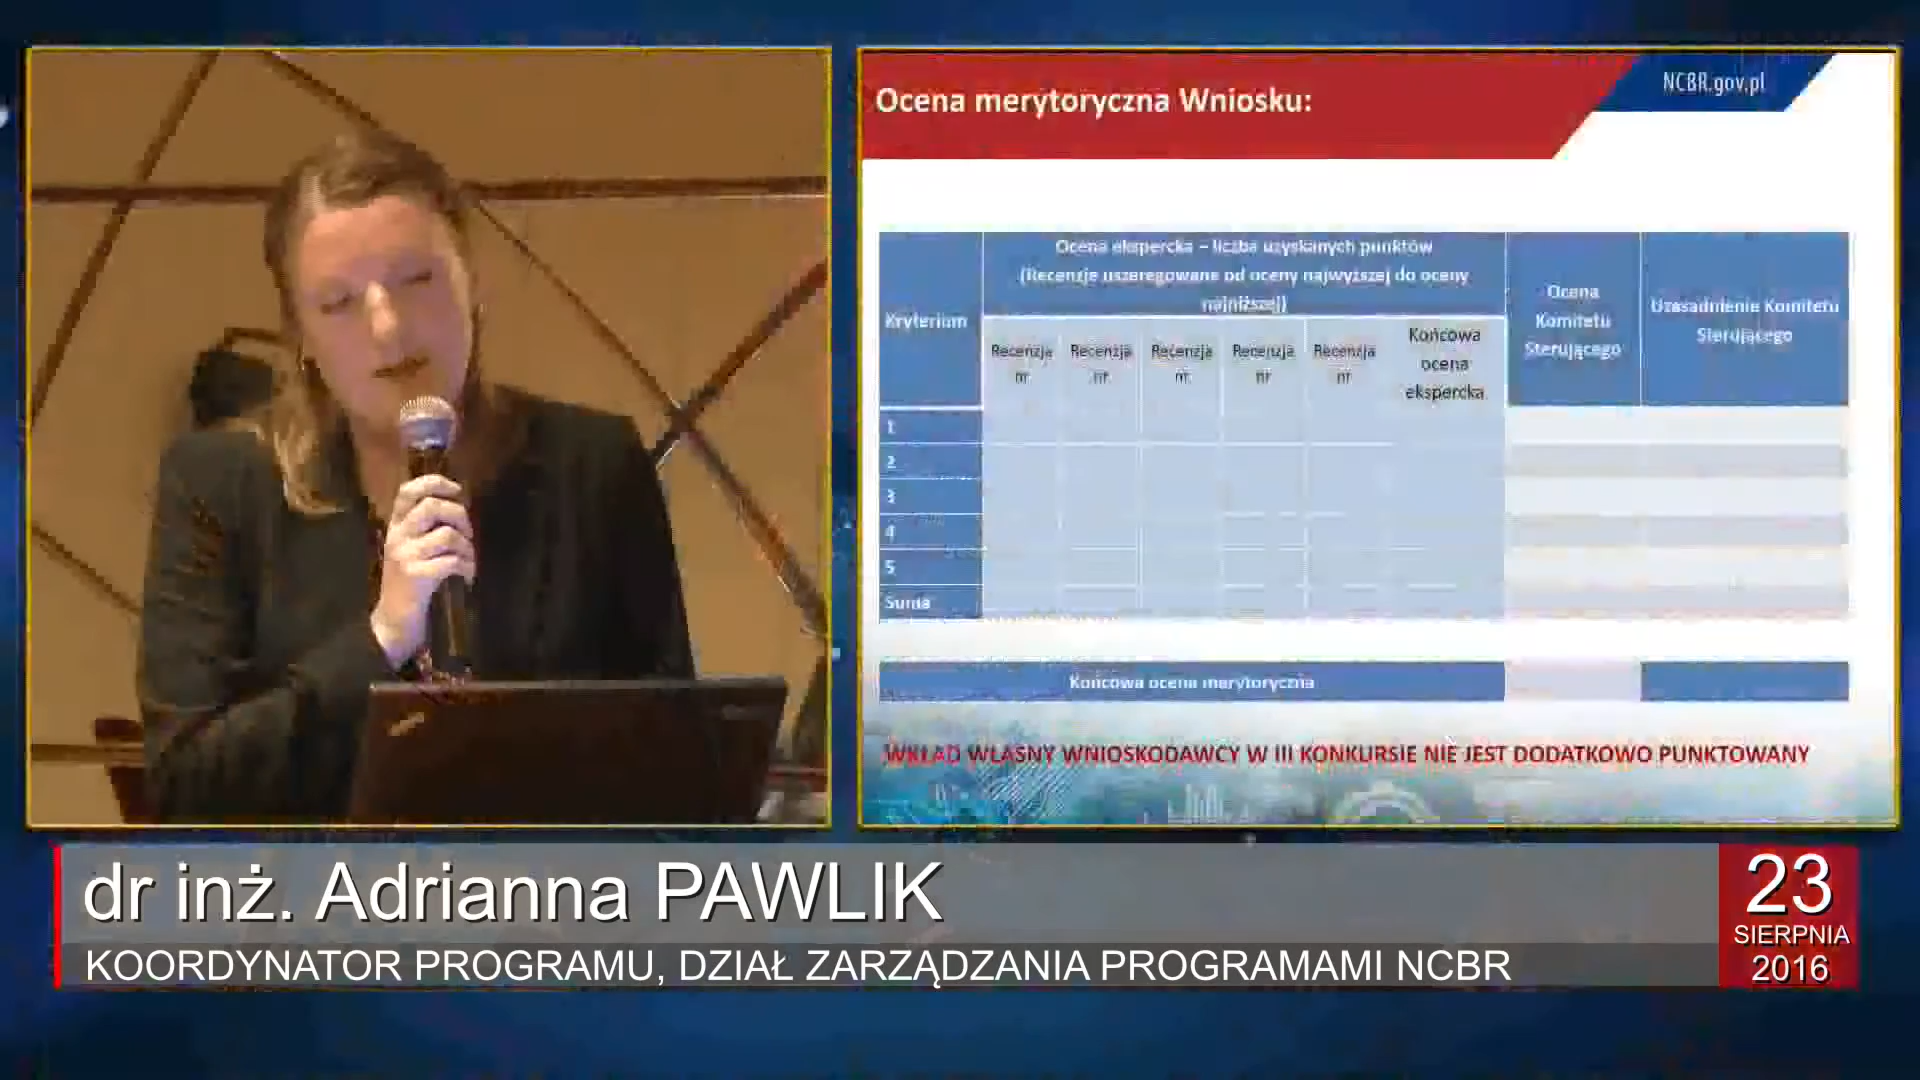 Ocena merytoryczna Wniosku:
NCBR.gov.pl
Kryterium
Ocena ekspercka – liczba uzyskanych punktów
(Recenzje uszeregowane od oceny najwyższej do oceny
najniższej)
Recenzja
nr
Recenzja
nr
Recenzja
nr
Recenzja
nr
Recenzja
nr
Końcowa
ocena
ekspercka
Ocena
Komitetu
Sterującego
Uzasadnienie Komitetu
Sterującego
1
2
3
4
5
Suma
Końcowa ocena merytoryczna
WKŁAD WŁASNY WNIOSKODAWCY W III KONKURSIE NIE JEST DODATKOWO PUNKTOWANY
dr inż. Adrianna PAWLIK
KOORDYNATOR PROGRAMU, DZIAŁ ZARZĄDZANIA PROGRAMAMI NCBR
23
SIERPNIA
2016